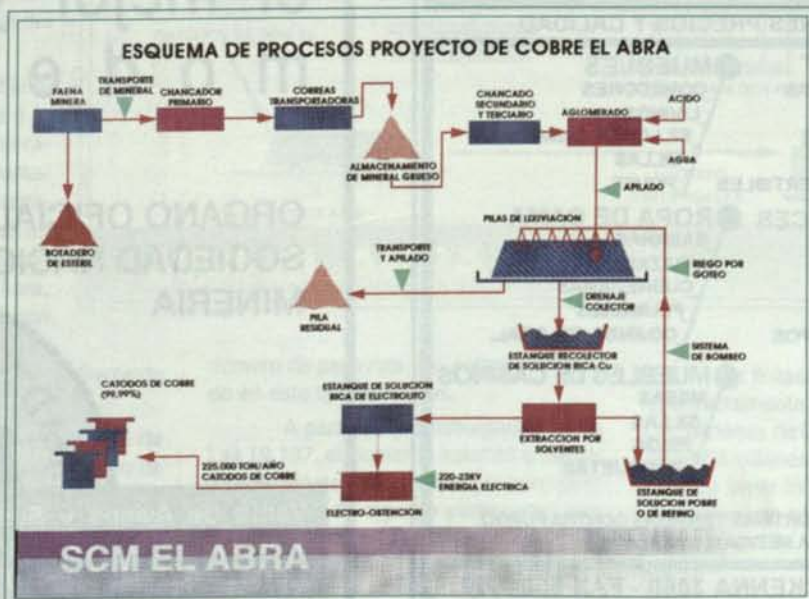 ESQUEMA DE PROCESOS PROYECTO DE COBRE EL ABRA
FAENA
MINERA
TRANSPORTE
DE MINERAL
CHANCADOR
PRIMARIO
CORREAS
TRANSPORTADORAS
ALMACENAMIENTO
DE MINERAL GRUESO
CHANCADO
SECUNDARIO
Y TERCIARIO
AGLOMERADO
ACIDO
AGUA
APILADO
BOTADERO
DE ESTERIL
PILAS DE LIXIVIACION
TRANSPORTE
Y APILADO
PILA
RESIDUAL
RIEGO POR
GOTEO
DRENAJE
COLECTOR
SISTEMA
DE BOMBEO
ESTANQUE RECOLECTOR
DE SOLUCION RICA Cu
CATODOS DE COBRE
(99,99%)
ESTANQUE DE SOLUCION
RICA DE ELECTROLITO
EXTRACCION POR
SOLVENTES
225.000 TON/AÑO
CATODOS DE COBRE
220-23KV
ENERGIA ELECTRICA
ELECTRO-OBTENCION
ESTANQUE DE
SOLUCION POBRE
O DE REFINO
SCM EL ABRA